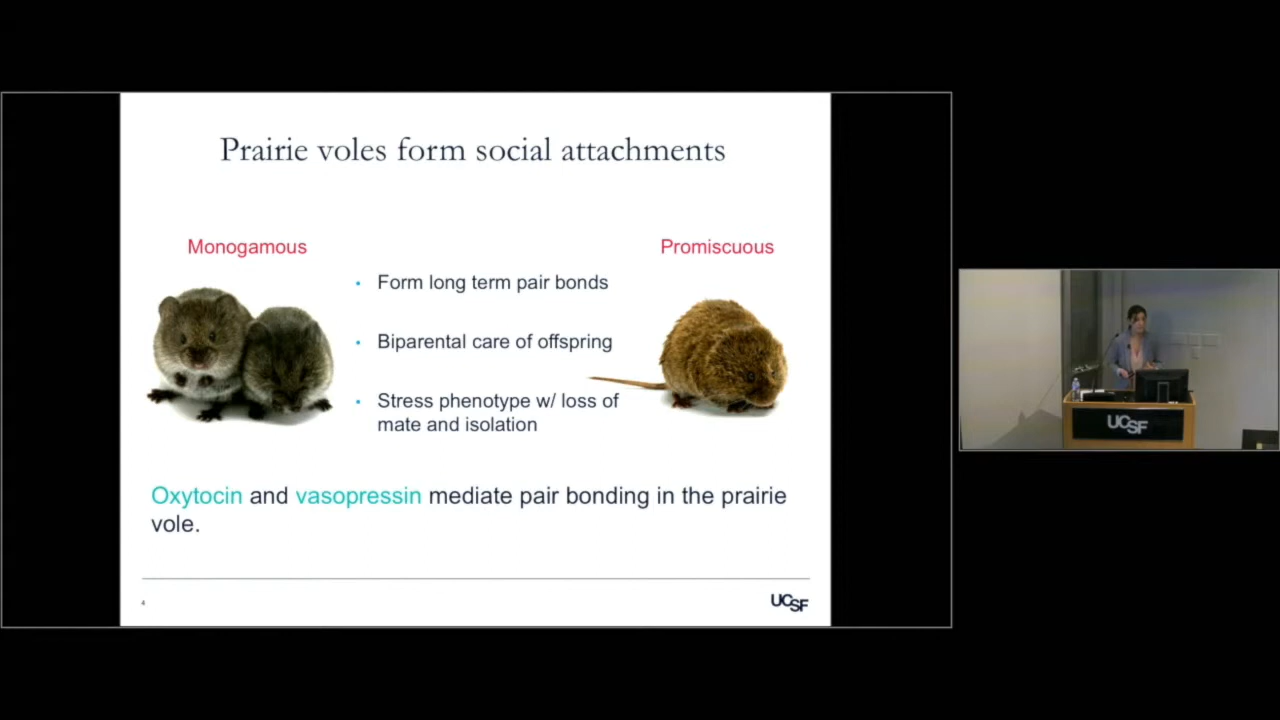 Prairie voles form social attachments
Monogamous
Promiscuous
• Form long term pair bonds
• Biparental care of offspring
• Stress phenotype w/ loss of
mate and isolation
Oxytocin and vasopressin mediate pair bonding in the prairie
vole.
4
UCSF
UCSF